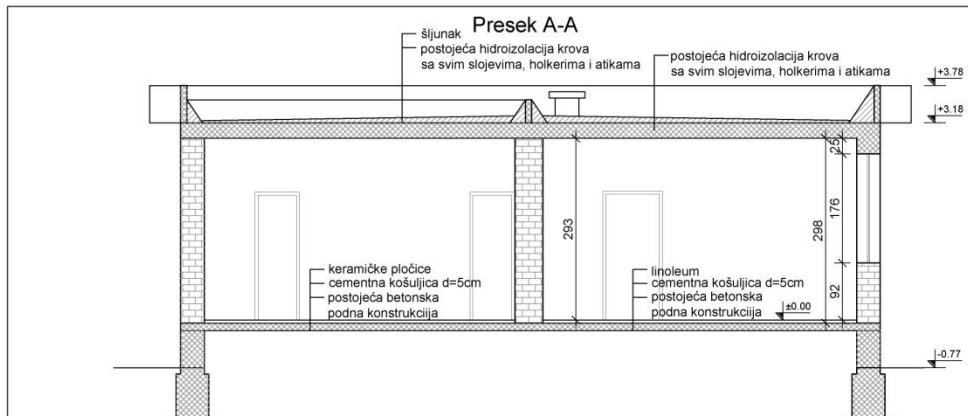 Presek A-A
šljunak
postojeća hidroizolacija krova
sa svim slojevima, holkerima i atikama
postojeća hidroizolacija krova
sa svim slojevima, holkerima i atikama
+3.78
+3.18
25
176
293
298
92
keramičke pločice
cementna košuljica d=5cm
postojeća betonska
podna konstrukciija
linoleum
cementna košuljica d=5cm
postojeća betonska
podna konstrukciija
±0.00
-0.77